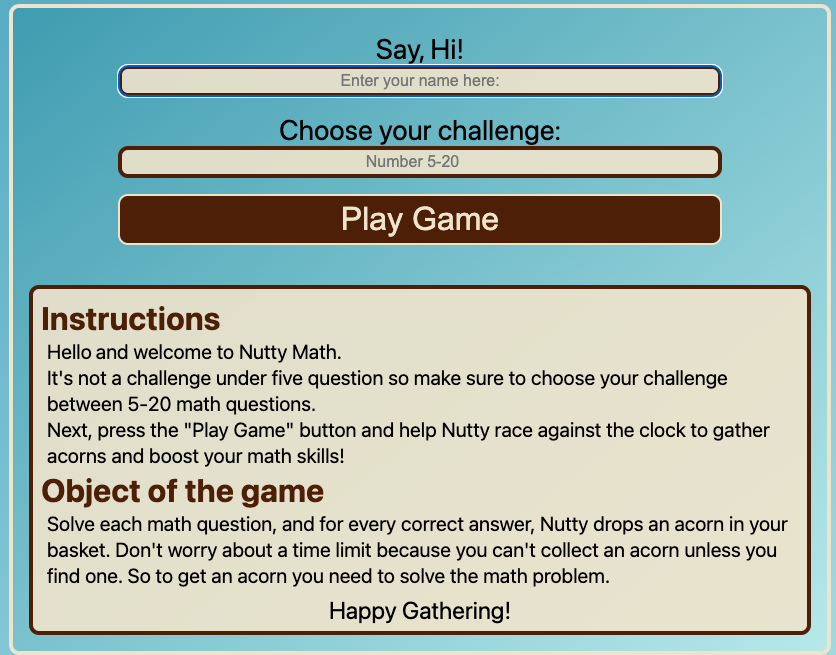 Say, Hi!
Enter your name here:
Choose your challenge:
Number 5-20
Play Game
Instructions
Hello and welcome to Nutty Math.
It's not a challenge under five question so make sure to choose your challenge
between 5-20 math questions.
Next, press the "Play Game" button and help Nutty race against the clock to gather
acorns and boost your math skills!
Object of the game
Solve each math question, and for every correct answer, Nutty drops an acorn in your
basket. Don't worry about a time limit because you can't collect an acorn unless you
find one. So to get an acorn you need to solve the math problem.
Happy Gathering!